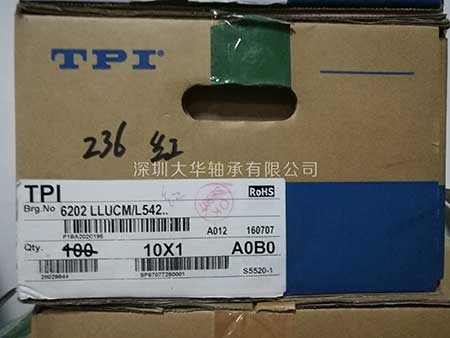 TPI
236 红
深圳大华轴承有限公司
TPI
RoHS
Brg.No 6202 LLUCM/L542..
A012 160707
F1BA202C195
Qty. 100 10X1 A0B0
S5520-1